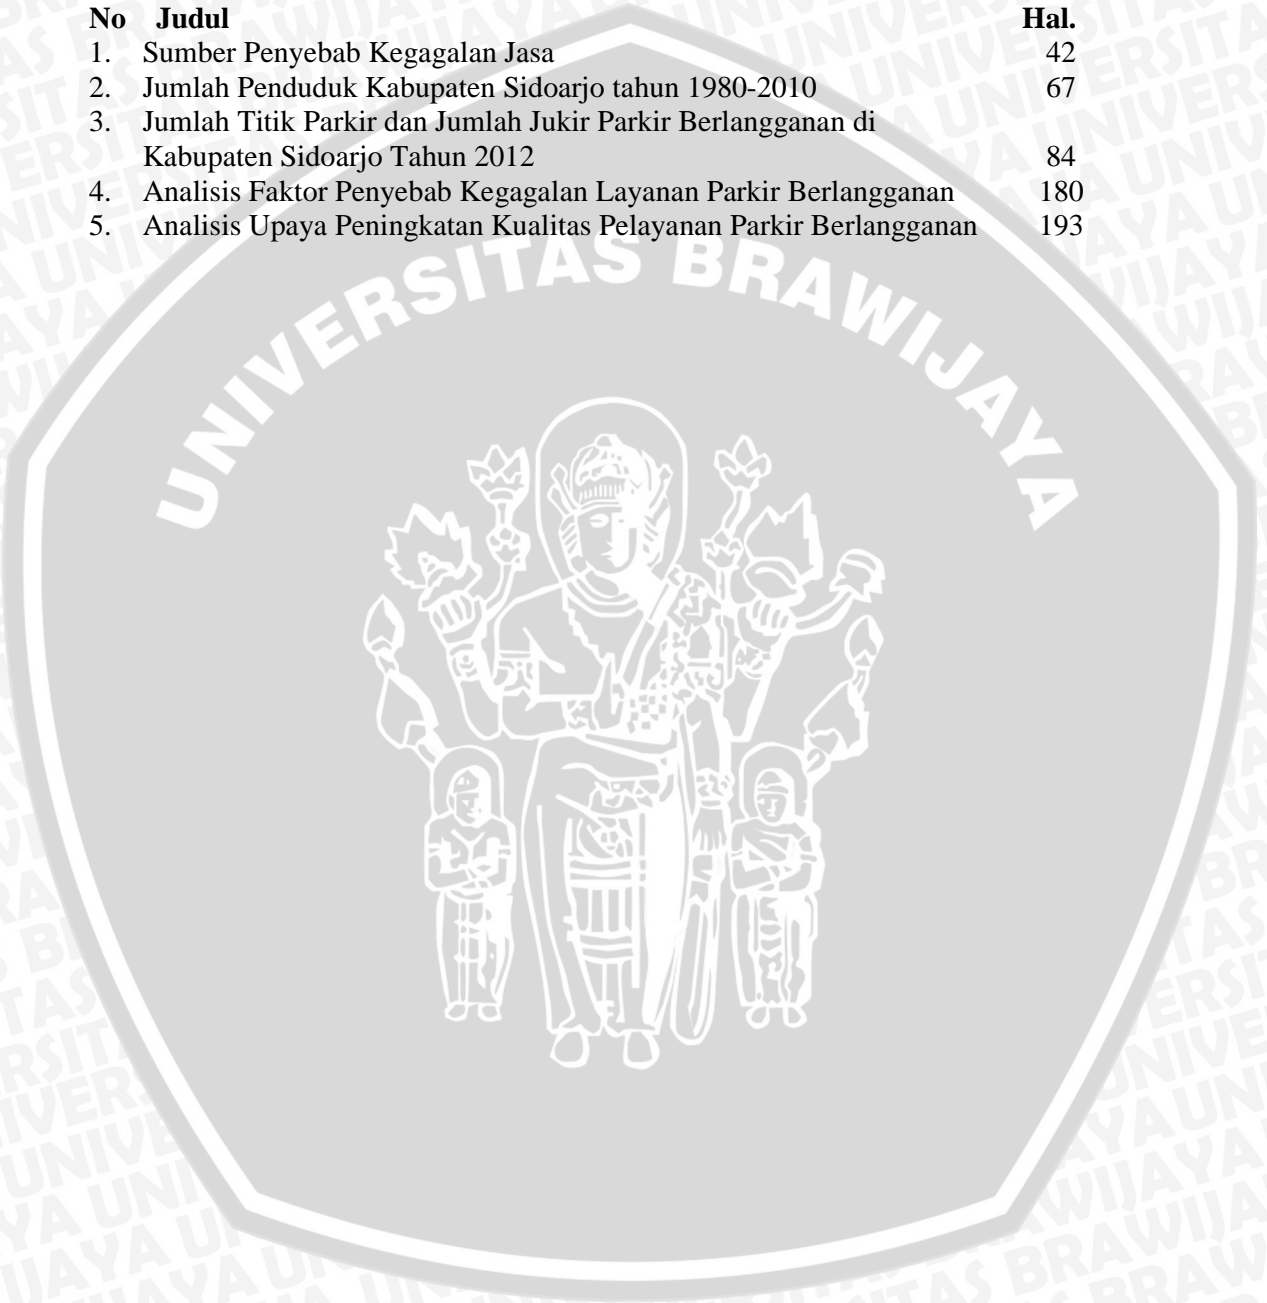 No Judul Hal.
1. Sumber Penyebab Kegagalan Jasa 42
2. Jumlah Penduduk Kabupaten Sidoarjo tahun 1980-2010 67
3. Jumlah Titik Parkir dan Jumlah Jukir Parkir Berlangganan di
Kabupaten Sidoarjo Tahun 2012 84
4. Analisis Faktor Penyebab Kegagalan Layanan Parkir Berlangganan 180
5. Analisis Upaya Peningkatan Kualitas Pelayanan Parkir Berlangganan 193
UNIVERSITAS BRAWIJAYA